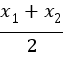 x₁ + x₂
2